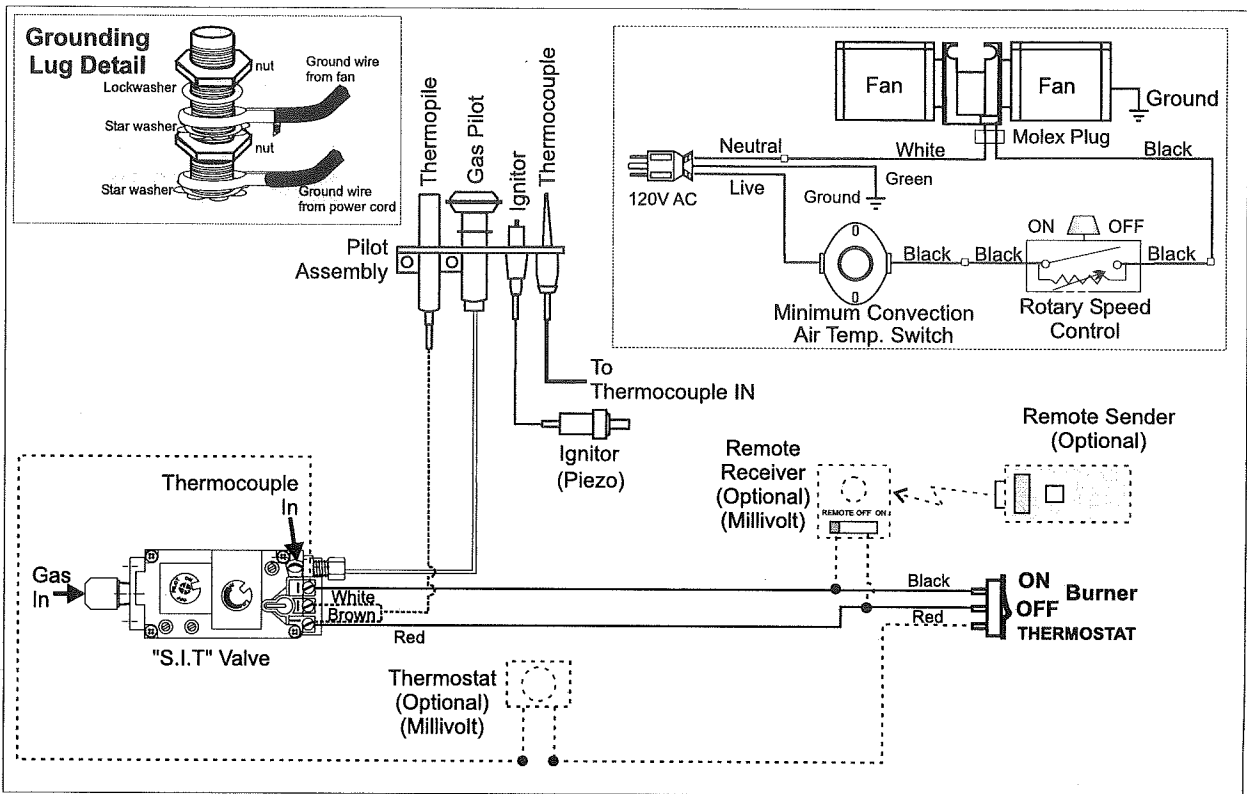 Grounding
Lug Detail
nut
Ground wire
from fan
Lockwasher
Star washer
nut
Star washer
Ground wire
from power cord
Thermopile
Gas Pilot
Ignitor
Thermocouple
Pilot
Assembly
To
Thermocouple IN
Ignitor
(Piezo)
Fan
Fan
Ground
Molex Plug
Neutral
White
Black
Live
Green
120V AC
Ground
ON
OFF
Black
Black
Black
Minimum Convection
Air Temp. Switch
Rotary Speed
Control
Remote Sender
(Optional)
Remote
Receiver
(Optional)
(Millivolt)
REMOTE OFF ON
Thermocouple
In
Gas
In
White
Brown
Red
"S.I.T" Valve
Black
Red
ON
Burner
OFF
THERMOSTAT
Thermostat
(Optional)
(Millivolt)